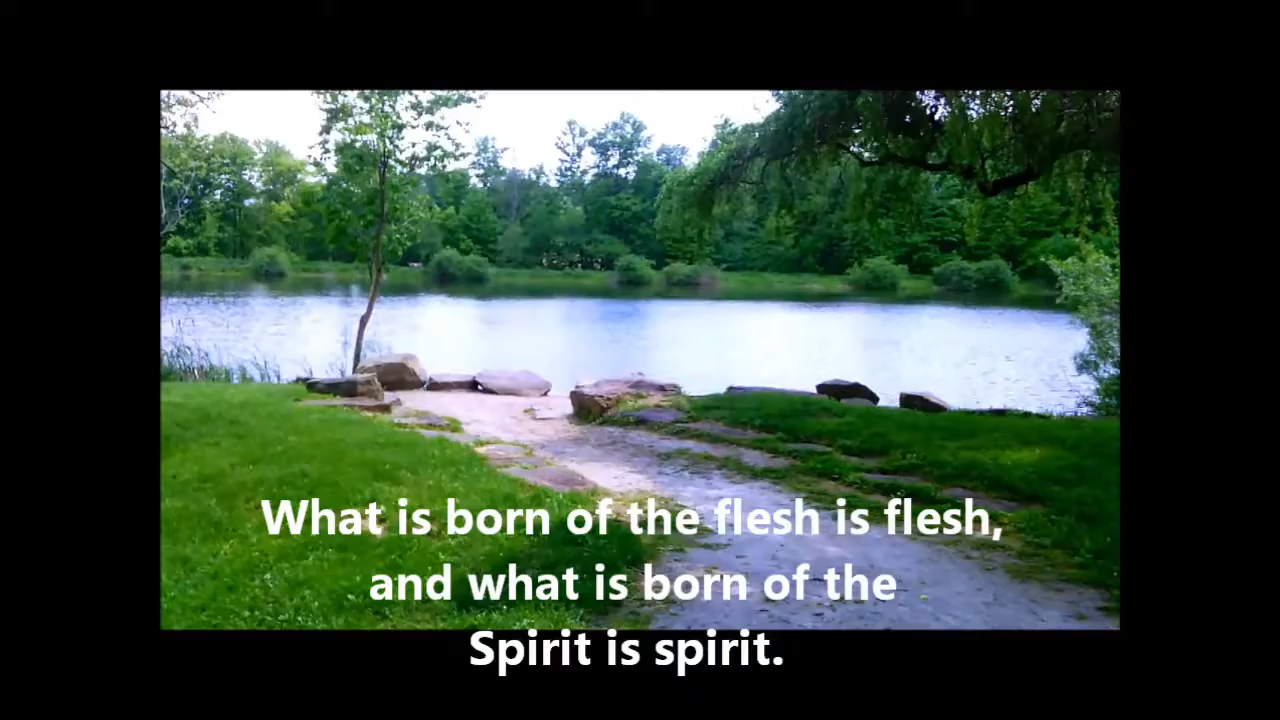 What is born of the flesh is flesh,
and what is born of the
Spirit is spirit.